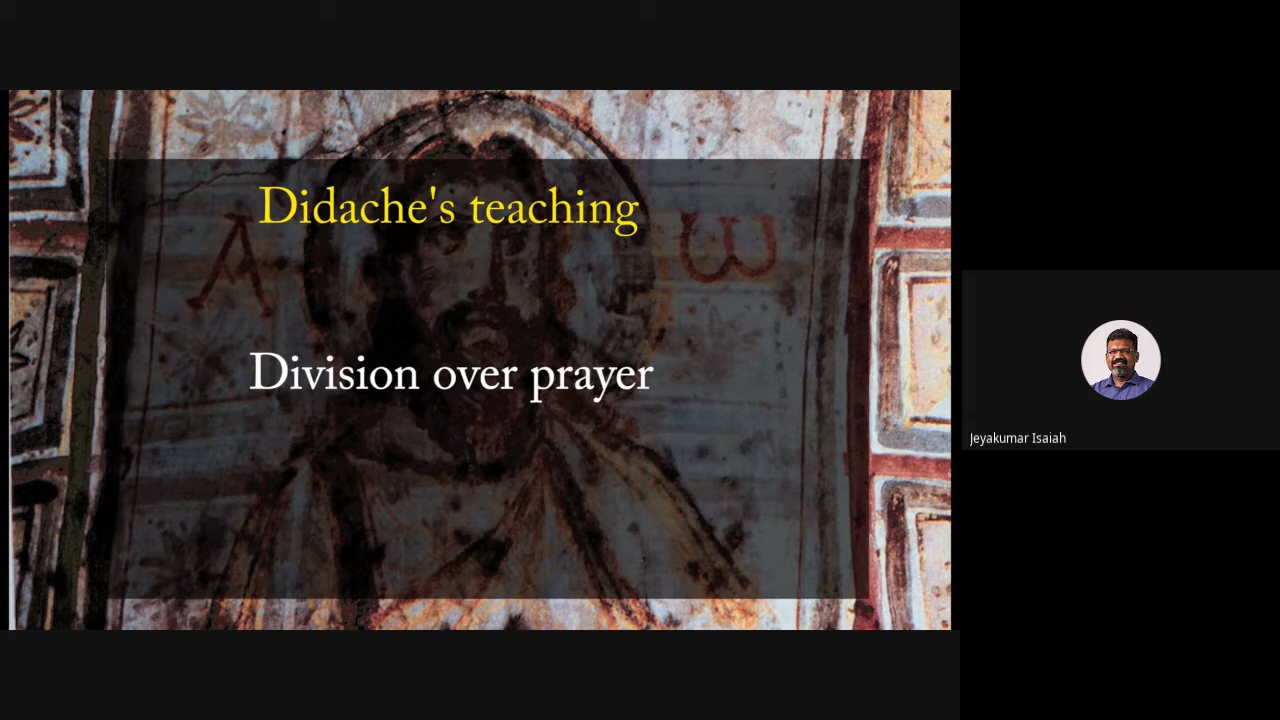 Didache's teaching
Α ω
Division over prayer
Jeyakumar Isaiah